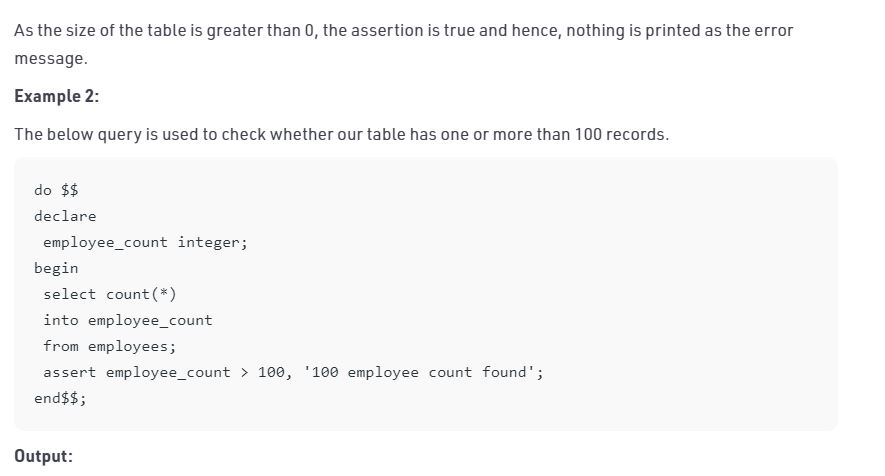 As the size of the table is greater than 0, the assertion is true and hence, nothing is printed as the error
message.
Example 2:
The below query is used to check whether our table has one or more than 100 records.
do $$
declare
 employee_count integer;
begin
 select count(*)
 into employee_count
 from employees;
 assert employee_count > 100, '100 employee count found';
end$$;
Output: